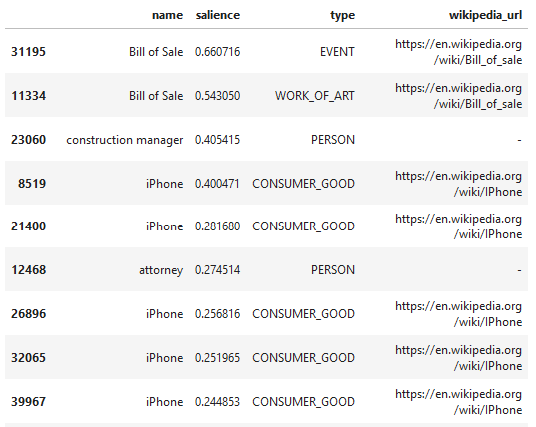 name salience type wikipedia_url
31195 Bill of Sale 0.660716 EVENT https://en.wikipedia.org
/wiki/Bill_of_sale
11334 Bill of Sale 0.543050 WORK_OF_ART https://en.wikipedia.org
/wiki/Bill_of_sale
23060 construction manager 0.405415 PERSON -
8519 iPhone 0.400471 CONSUMER_GOOD https://en.wikipedia.org
/wiki/IPhone
21400 iPhone 0.281680 CONSUMER_GOOD https://en.wikipedia.org
/wiki/IPhone
12468 attorney 0.274514 PERSON -
26896 iPhone 0.256816 CONSUMER_GOOD https://en.wikipedia.org
/wiki/IPhone
32065 iPhone 0.251965 CONSUMER_GOOD https://en.wikipedia.org
/wiki/IPhone
39967 iPhone 0.244853 CONSUMER_GOOD https://en.wikipedia.org
/wiki/IPhone